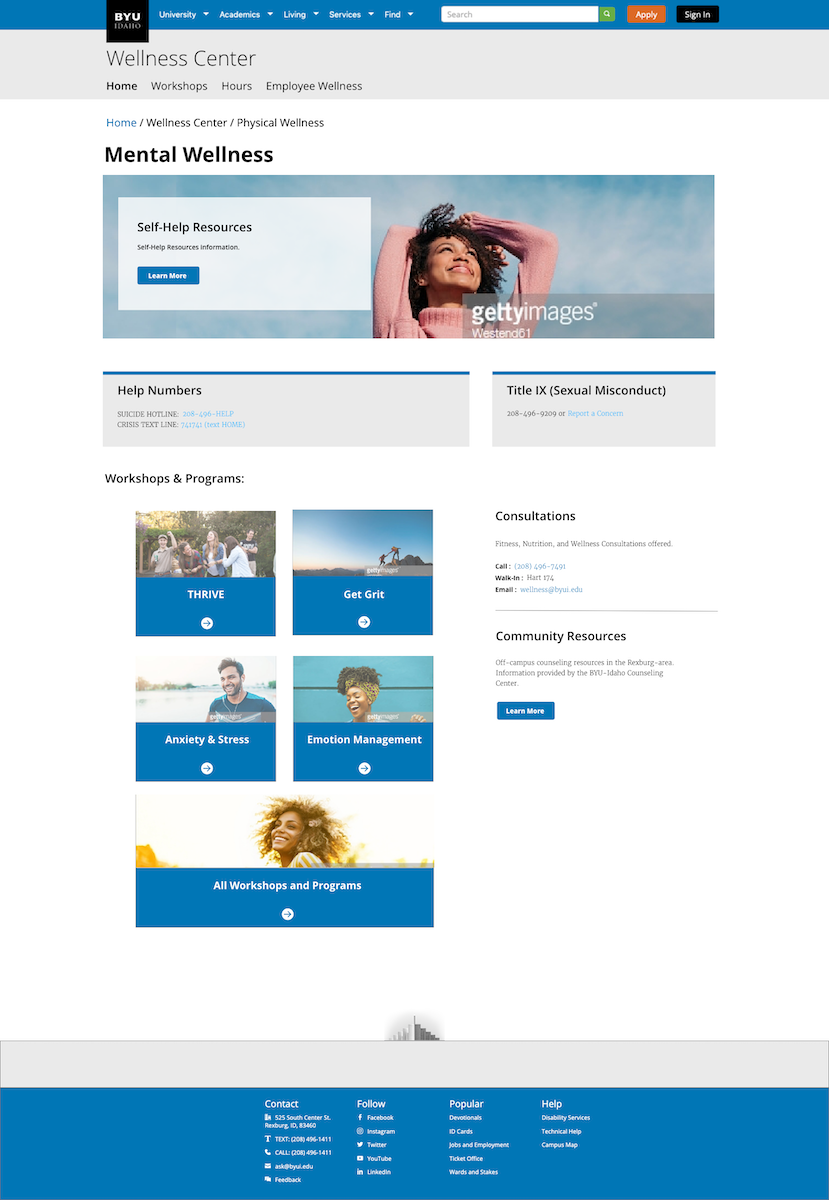 BYU
IDAHO
University
Academics
Living
Services
Find
Search
Apply
Sign In
Wellness Center
Home
Workshops
Hours
Employee Wellness
Home / Wellness Center / Physical Wellness
Mental Wellness
Self-Help Resources
Self-Help Resources information.
Learn More
gettyimages®
Westend61
Help Numbers
SUICIDE HOTLINE: 208-496-HELP
CRISIS TEXT LINE: 741741 (text HOME)
Title IX (Sexual Misconduct)
208-496-9209 or Report a Concern
Workshops & Programs:
gettyimages
THRIVE
Get Grit
gettyimages
gettyimages
Anxiety & Stress
Emotion Management
All Workshops and Programs
Consultations
Fitness, Nutrition, and Wellness Consultations offered.
Call : (208) 496-7491
Walk-In : Hart 174
Email : wellness@byui.edu
Community Resources
Off-campus counseling resources in the Rexburg-area.
Information provided by the BYU-Idaho Counseling
Center.
Learn More
Contact
525 South Center St.
Rexburg, ID, 83460
TEXT: (208) 496-1411
CALL: (208) 496-1411
ask@byui.edu
Feedback
Follow
Facebook
Instagram
Twitter
YouTube
LinkedIn
Popular
Devotionals
ID Cards
Jobs and Employment
Ticket Office
Wards and Stakes
Help
Disability Services
Technical Help
Campus Map